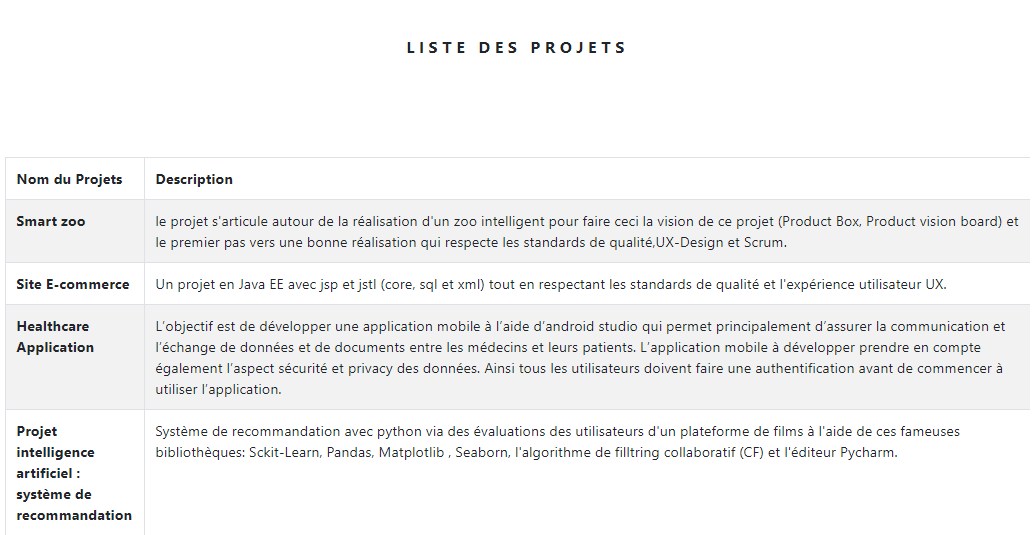 LISTE DES PROJETS
Nom du Projets
Description
Smart zoo
le projet s'articule autour de la réalisation d'un zoo intelligent pour faire ceci la vision de ce projet (Product Box, Product vision board) et
le premier pas vers une bonne réalisation qui respecte les standards de qualité,UX-Design et Scrum.
Site E-commerce
Un projet en Java EE avec jsp et jstl (core, sql et xml) tout en respectant les standards de qualité et l'expérience utilisateur UX.
Healthcare
Application
L’objectif est de développer une application mobile à l’aide d’android studio qui permet principalement d’assurer la communication et
l’échange de données et de documents entre les médecins et leurs patients. L’application mobile à développer prendre en compte
également l’aspect sécurité et privacy des données. Ainsi tous les utilisateurs doivent faire une authentification avant de commencer à
utiliser l’application.
Projet
intelligence
artificiel :
système de
recommandation
Système de recommandation avec python via des évaluations des utilisateurs d'un plateforme de films à l'aide de ces fameuses
bibliothèques: Sckit-Learn, Pandas, Matplotlib , Seaborn, l'algorithme de filltring collaboratif (CF) et l'éditeur Pycharm.